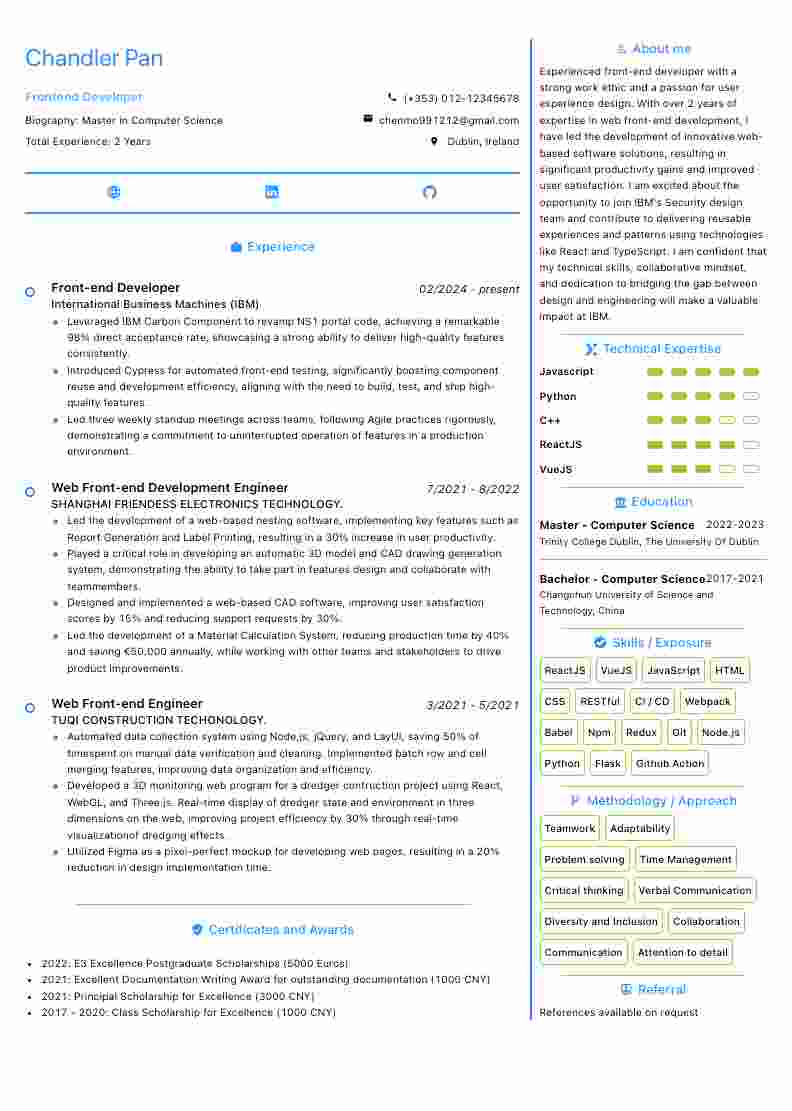 Chandler Pan
Frontend Developer
(+353) 012-12345678
Biography: Master in Computer Science
chenmo991212@gmail.com
Total Experience: 2 Years
Dublin, Ireland
Experience
Front-end Developer
02/2024 - present
International Business Machines (IBM)
Leveraged IBM Carbon Component to revamp NS1 portal code, achieving a remarkable
98% direct acceptance rate, showcasing a strong ability to deliver high-quality features
consistently.
Introduced Cypress for automated front-end testing, significantly boosting component
reuse and development efficiency, aligning with the need to build, test, and ship high-
quality features.
Led three weekly standup meetings across teams, following Agile practices rigorously,
demonstrating a commitment to uninterrupted operation of features in a production
environment.
Web Front-end Development Engineer
7/2021 - 8/2022
SHANGHAI FRIENDESS ELECTRONICS TECHNOLOGY.
Led the development of a web-based nesting software, implementing key features such as
Report Generation and Label Printing, resulting in a 30% increase in user productivity.
Played a critical role in developing an automatic 3D model and CAD drawing generation
system, demonstrating the ability to take part in features design and collaborate with
teammembers.
Designed and implemented a web-based CAD software, improving user satisfaction
scores by 15% and reducing support requests by 30%.
Led the development of a Material Calculation System, reducing production time by 40%
and saving €50,000 annually, while working with other teams and stakeholders to drive
product improvements.
Web Front-end Engineer
3/2021 - 5/2021
TUQI CONSTRUCTION TECHONOLOGY.
Automated data collection system using Node.js, jQuery, and LayUI, saving 50% of
timespent on manual data verification and cleaning. Implemented batch row and cell
merging features, improving data organization and efficiency.
Developed a 3D monitoring web program for a dredger contruction project using React,
WebGL, and Three.js. Real-time display of dredger state and environment in three
dimensions on the web, improving project efficiency by 30% through real-time
visualizationof dredging effects.
Utilized Figma as a pixel-perfect mockup for developing web pages, resulting in a 20%
reduction in design implementation time.
Certificates and Awards
2022: E3 Excellence Postgraduate Scholarships (5000 Euros)
2021: Excellent Documentation Writing Award for outstanding documentation (1000 CNY)
2021: Principal Scholarship for Excellence (3000 CNY)
2017 - 2020: Class Scholarship for Excellence (1000 CNY)
About me
Experienced front-end developer with a
strong work ethic and a passion for user
experience design. With over 2 years of
expertise in web front-end development, I
have led the development of innovative web-
based software solutions, resulting in
significant productivity gains and improved
user satisfaction. I am excited about the
opportunity to join IBM's Security design
team and contribute to delivering reusable
experiences and patterns using technologies
like React and TypeScript. I am confident that
my technical skills, collaborative mindset,
and dedication to bridging the gap between
design and engineering will make a valuable
impact at IBM.
Technical Expertise
Javascript
Python
C++
ReactJS
VueJS
Education
Master - Computer Science 2022-2023
Trinity College Dublin, The University Of Dublin
Bachelor - Computer Science 2017-2021
Changchun University of Science and
Technology, China
Skills / Exposure
ReactJS VueJS JavaScript HTML
CSS RESTful CI / CD Webpack
Babel Npm Redux Git Node.js
Python Flask Github Action
Methodology / Approach
Teamwork Adaptability
Problem solving Time Management
Critical thinking Verbal Communication
Diversity and Inclusion Collaboration
Communication Attention to detail
Referral
References available on request